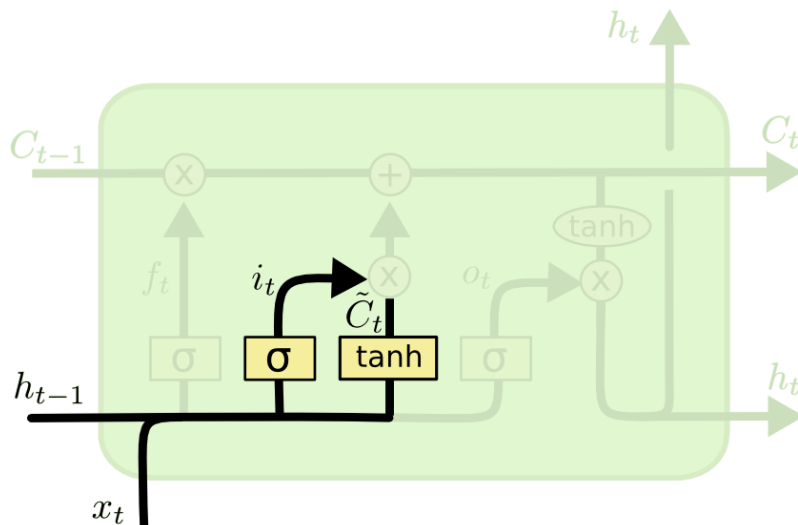 h_t
C_{t-1}
C_t
x
+
tanh
f_t
i_t
x
o_t
x
C̃_t
σ
σ
tanh
σ
h_{t-1}
h_t
x_t